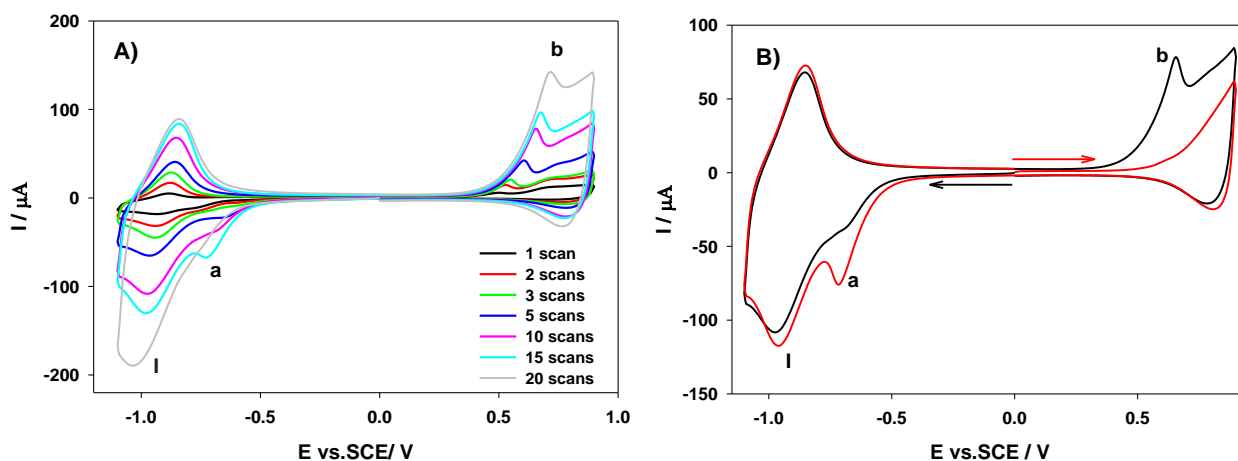 A)
b
a
I
1 scan
2 scans
3 scans
5 scans
10 scans
15 scans
20 scans
200
100
0
-100
-200
-1.0
-0.5
0.0
0.5
1.0
I / µA
E vs.SCE/ V
B)
b
a
I
100
50
0
-50
-100
-150
-1.0
-0.5
0.0
0.5
I / µA
E vs.SCE / V